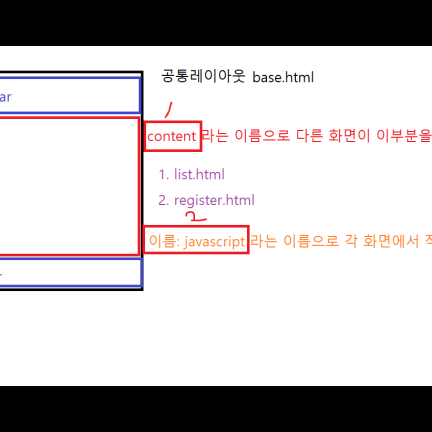 공통레이아웃 base.html
ar
1
content 라는 이름으로 다른 화면이 이부분을
1. list.html
2. register.html
2
이름: javascript 라는 이름으로 각 화면에서